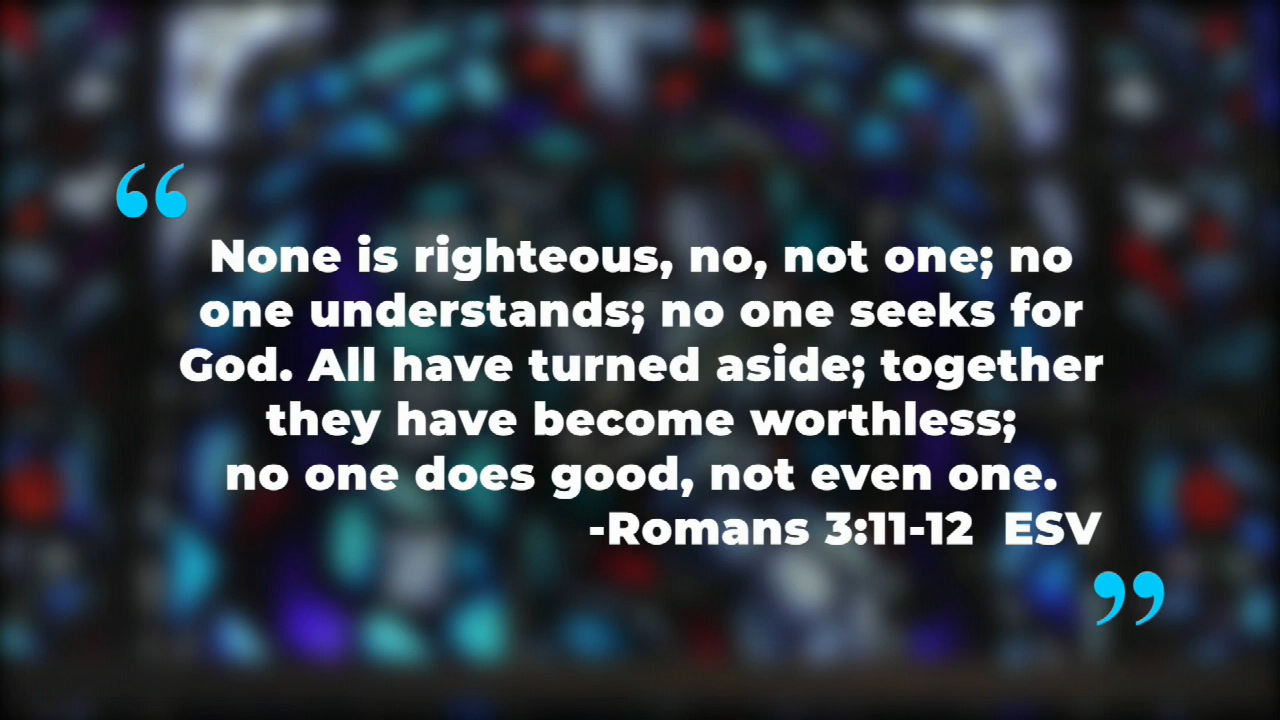 “
None is righteous, no, not one; no
one understands; no one seeks for
God. All have turned aside; together
they have become worthless;
no one does good, not even one.
-Romans 3:11-12  ESV
”